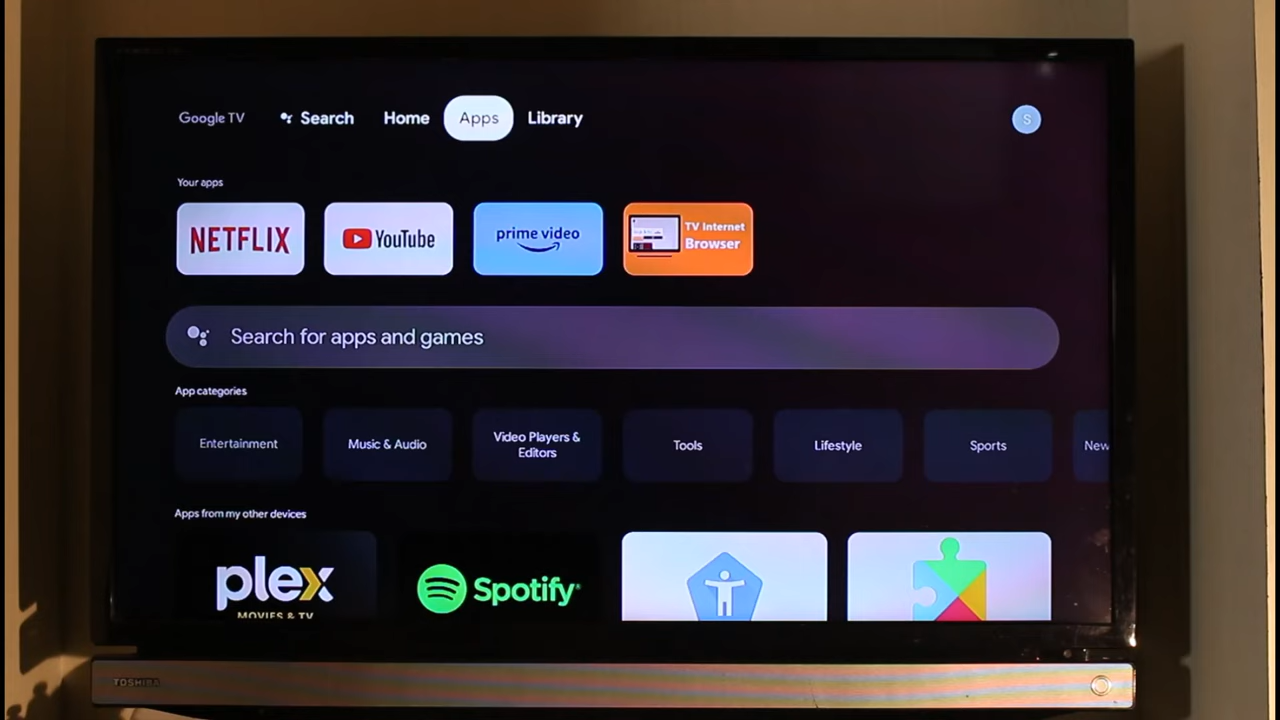 Google TV
Search
Home
Apps
Library
S
Your apps
NETFLIX
YouTube
prime video
TV Internet
Browser
Search for apps and games
App categories
Entertainment
Music & Audio
Video Players &
Editors
Tools
Lifestyle
Sports
New
Apps from my other devices
plex
MOVIES & TV
Spotify
TOSHIBA